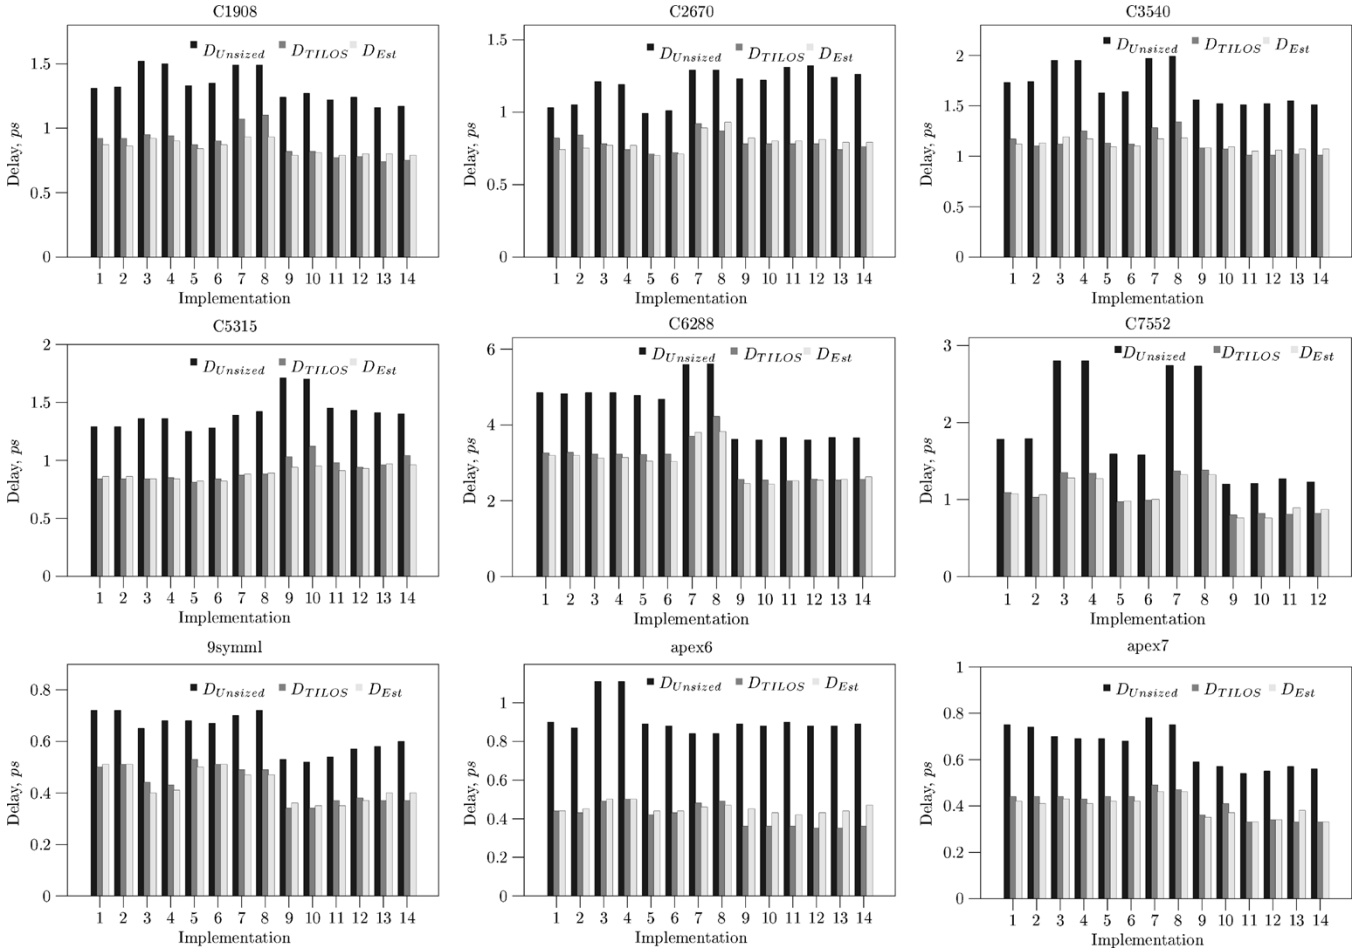 C1908
Delay, ps
1.5
1
0.5
0
D_Unsized D_TILOS D_Est
1 2 3 4 5 6 7 8 9 10 11 12 13 14
Implementation
C2670
Delay, ps
1.5
1
0.5
0
D_Unsized D_TILOS D_Est
1 2 3 4 5 6 7 8 9 10 11 12 13 14
Implementation
C3540
Delay, ps
2
1.5
1
0.5
0
D_Unsized D_TILOS D_Est
1 2 3 4 5 6 7 8 9 10 11 12 13 14
Implementation
C5315
Delay, ps
2
1.5
1
0.5
0
D_Unsized D_TILOS D_Est
1 2 3 4 5 6 7 8 9 10 11 12 13 14
Implementation
C6288
Delay, ps
6
4
2
0
D_Unsized D_TILOS D_Est
1 2 3 4 5 6 7 8 9 10 11 12 13 14
Implementation
C7552
Delay, ps
3
2
1
0
D_Unsized D_TILOS D_Est
1 2 3 4 5 6 7 8 9 10 11 12
Implementation
9symml
Delay, ps
0.8
0.6
0.4
0.2
0
D_Unsized D_TILOS D_Est
1 2 3 4 5 6 7 8 9 10 11 12 13 14
Implementation
apex6
Delay, ps
1
0.8
0.6
0.4
0.2
0
D_Unsized D_TILOS D_Est
1 2 3 4 5 6 7 8 9 10 11 12 13 14
Implementation
apex7
Delay, ps
1
0.8
0.6
0.4
0.2
0
D_Unsized D_TILOS D_Est
1 2 3 4 5 6 7 8 9 10 11 12 13 14
Implementation